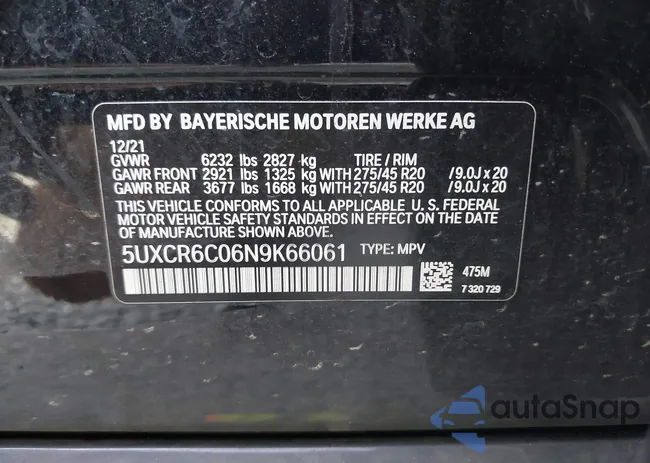 MFD BY BAYERISCHE MOTOREN WERKE AG
12/21
GVWR 6232 lbs 2827 kg TIRE / RIM
GAWR FRONT 2921 lbs 1325 kg WITH 275/45 R20 /9.0J x 20
GAWR REAR 3677 lbs 1668 kg WITH 275/45 R20 /9.0J x 20
THIS VEHICLE CONFORMS TO ALL APPLICABLE U. S. FEDERAL
MOTOR VEHICLE SAFETY STANDARDS IN EFFECT ON THE DATE
OF MANUFACTURE SHOWN ABOVE.
5UXCR6C06N9K66061 TYPE: MPV
475M
7 320 729
autaSnap